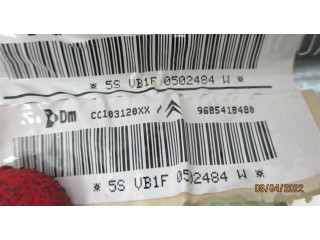 ※ 5S VB1F 0502484 W ※
Dm CC103120XX 9685418480
※ 5S VB1F 0502484 W ※
08/04/2022